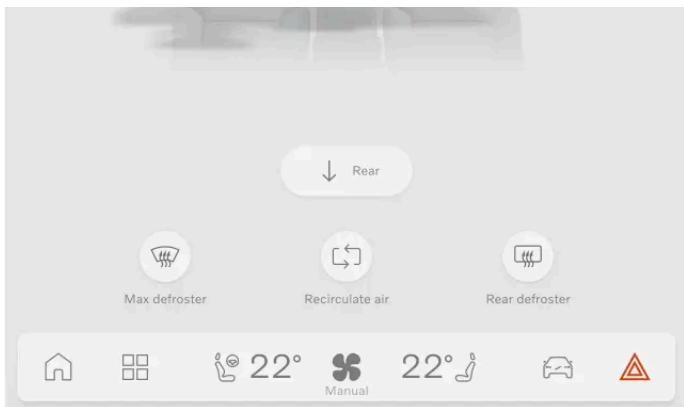 Rear
Max defroster
Recirculate air
Rear defroster
22° 22°
Manual